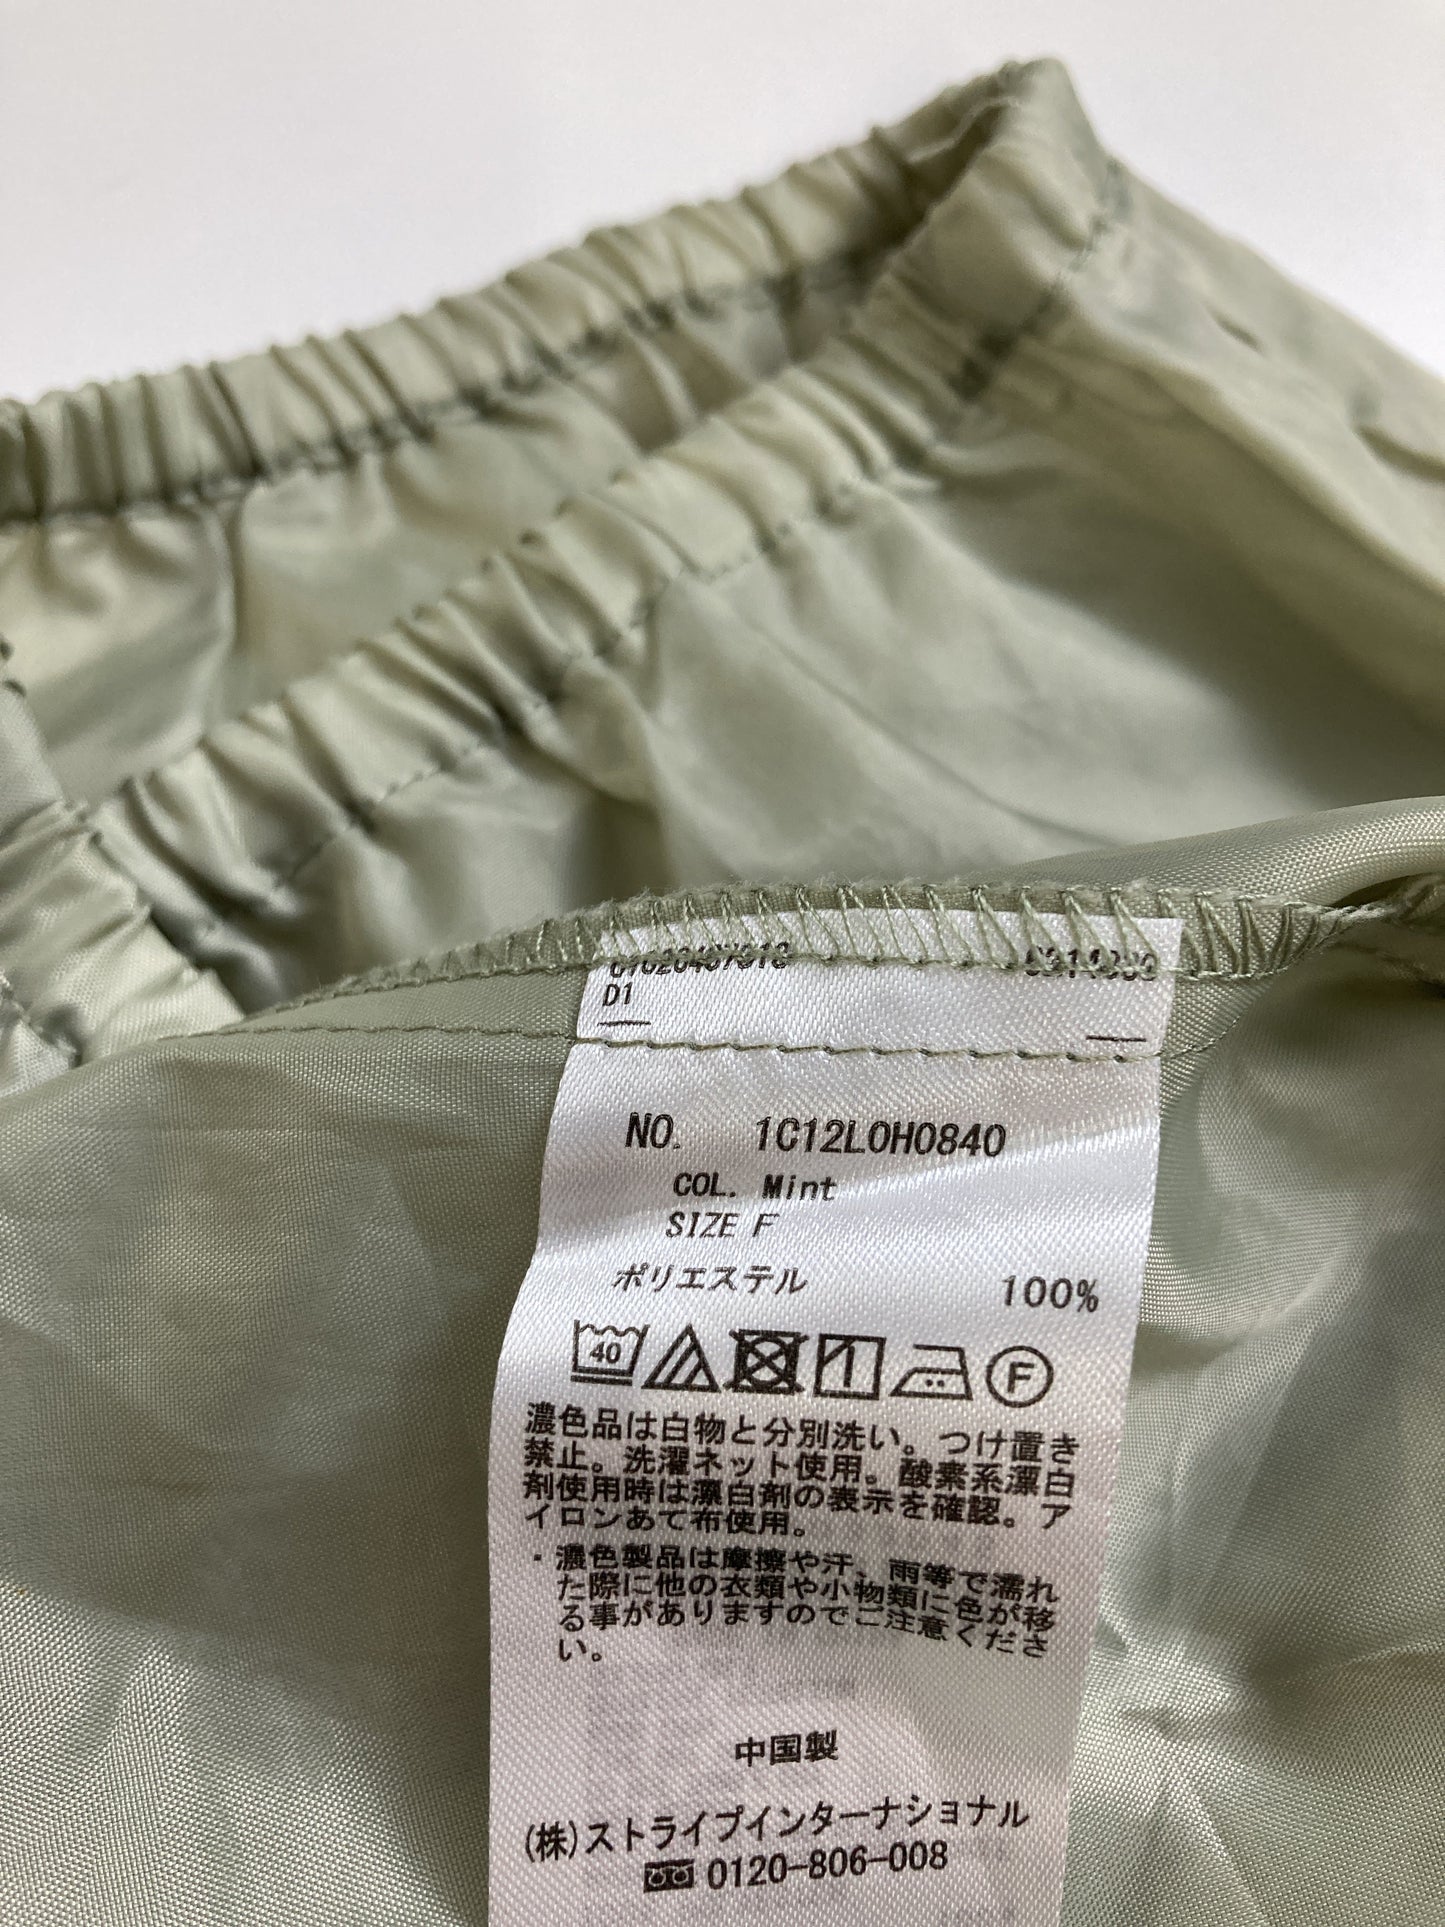 D1
NO. 1C12L0H0840
COL. Mint
SIZE F
ポリエステル 100%
40 F
濃色品は白物と分別洗い。つけ置き
禁止。洗濯ネット使用。酸素系漂白
剤使用時は漂白剤の表示を確認。ア
イロンあて布使用。
・濃色製品は摩擦や汗、雨等で濡れ
た際に他の衣類や小物類に色が移
る事がありますのでご注意くださ
い。
中国製
(株)ストライプインターナショナル
0120-806-008